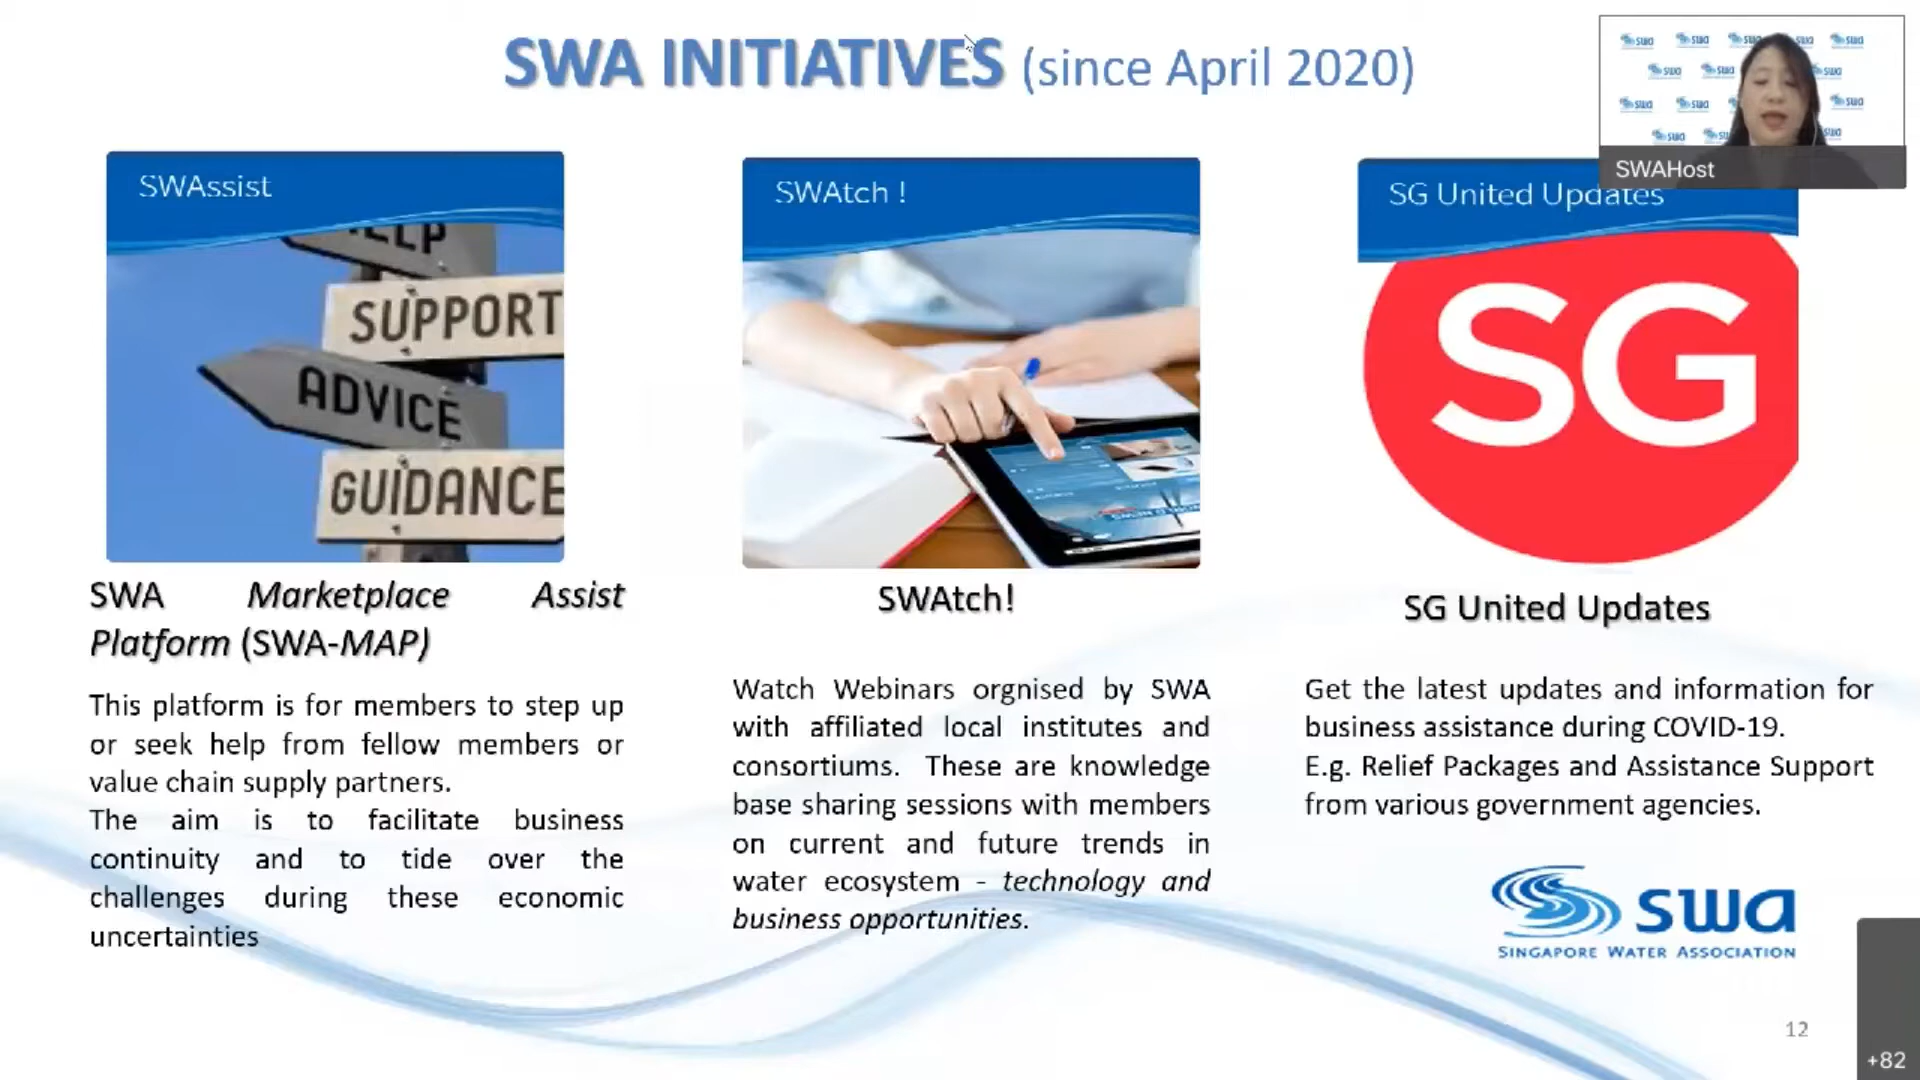 SWA INITIATIVES (since April 2020)
SWAHost
SWAssist
HELP
SUPPORT
ADVICE
GUIDANCE
SWA Marketplace Assist
Platform (SWA-MAP)
This platform is for members to step up
or seek help from fellow members or
value chain supply partners.
The aim is to facilitate business
continuity and to tide over the
challenges during these economic
uncertainties
SWAtch !
SWAtch!
Watch Webinars orgnised by SWA
with affiliated local institutes and
consortiums. These are knowledge
base sharing sessions with members
on current and future trends in
water ecosystem - technology and
business opportunities.
SG United Updates
SG
SG United Updates
Get the latest updates and information for
business assistance during COVID-19.
E.g. Relief Packages and Assistance Support
from various government agencies.
swa
SINGAPORE WATER ASSOCIATION
12
+82